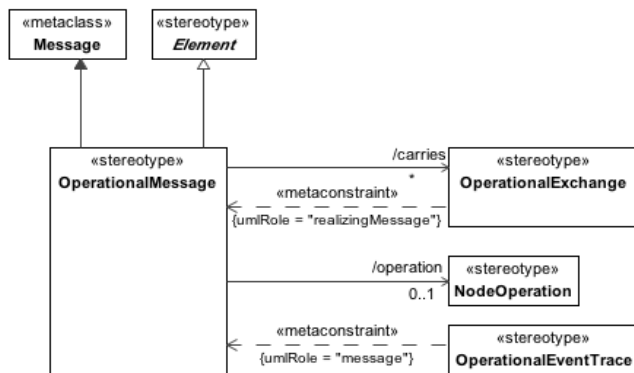 «metaclass»
Message
«stereotype»
Element
«stereotype»
OperationalMessage
/carries
*
«stereotype»
OperationalExchange
«metaconstraint»
{umlRole = "realizingMessage"}
/operation
0..1
«stereotype»
NodeOperation
«metaconstraint»
{umlRole = "message"}
«stereotype»
OperationalEventTrace